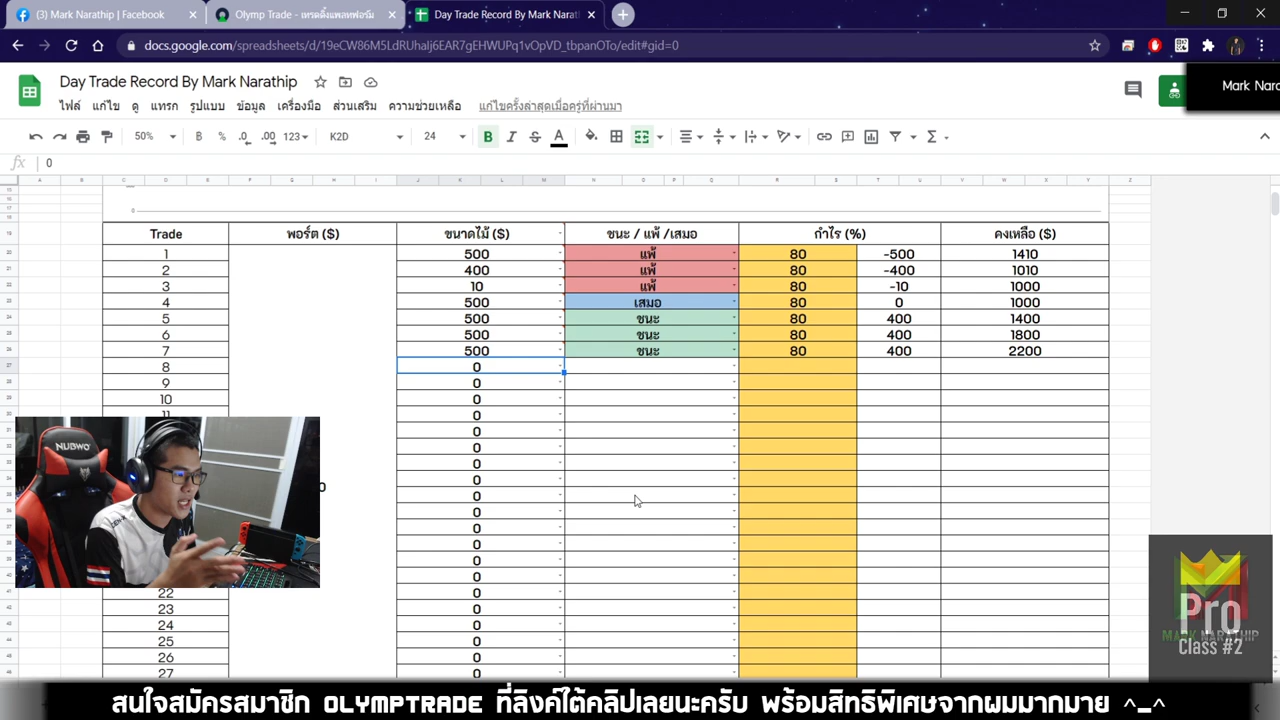 (3) Mark Narathip | Facebook
Olymp Trade - เทรดดิ้งแพลทฟอร์ม
Day Trade Record By Mark Narat
docs.google.com/spreadsheets/d/19eCW86M5LdRUhaIj6EAR7gEHWUPq1vOpVD_tbpanOTo/edit#gid=0
Day Trade Record By Mark Narathip
ไฟล์ แก้ไข ดู แทรก รูปแบบ ข้อมูล เครื่องมือ ส่วนเสริม ความช่วยเหลือ แก้ไขครั้งล่าสุดเมื่อครู่ที่ผ่านมา
Mark Narc
50% ฿ % .0 .00 123 K2D 24 B I S A
fx 0
A B C D E F G H I J K L M N O P Q R S T U V W X Y Z
Trade พอร์ต ($) ขนาดไม้ ($) ชนะ / แพ้ /เสมอ กำไร (%) คงเหลือ ($)
1 500 แพ้ 80 -500 1410
2 400 แพ้ 80 -400 1010
3 10 แพ้ 80 -10 1000
4 500 เสมอ 80 0 1000
5 500 ชนะ 80 400 1400
6 500 ชนะ 80 400 1800
7 500 ชนะ 80 400 2200
8 0
9 0
10 0
11 0
0
0
0
0
0
0
0
0
0
0
22 0
23 0
24 0
25 0
26 0
27 0
NUBWO
Pro
MARK NARATHIP
Class #2
สนใจสมัครสมาชิก OLYMPTRADE ที่ลิงค์ใต้คลิปเลยนะครับ พร้อมสิทธิพิเศษจากผมมากมาย ^_^